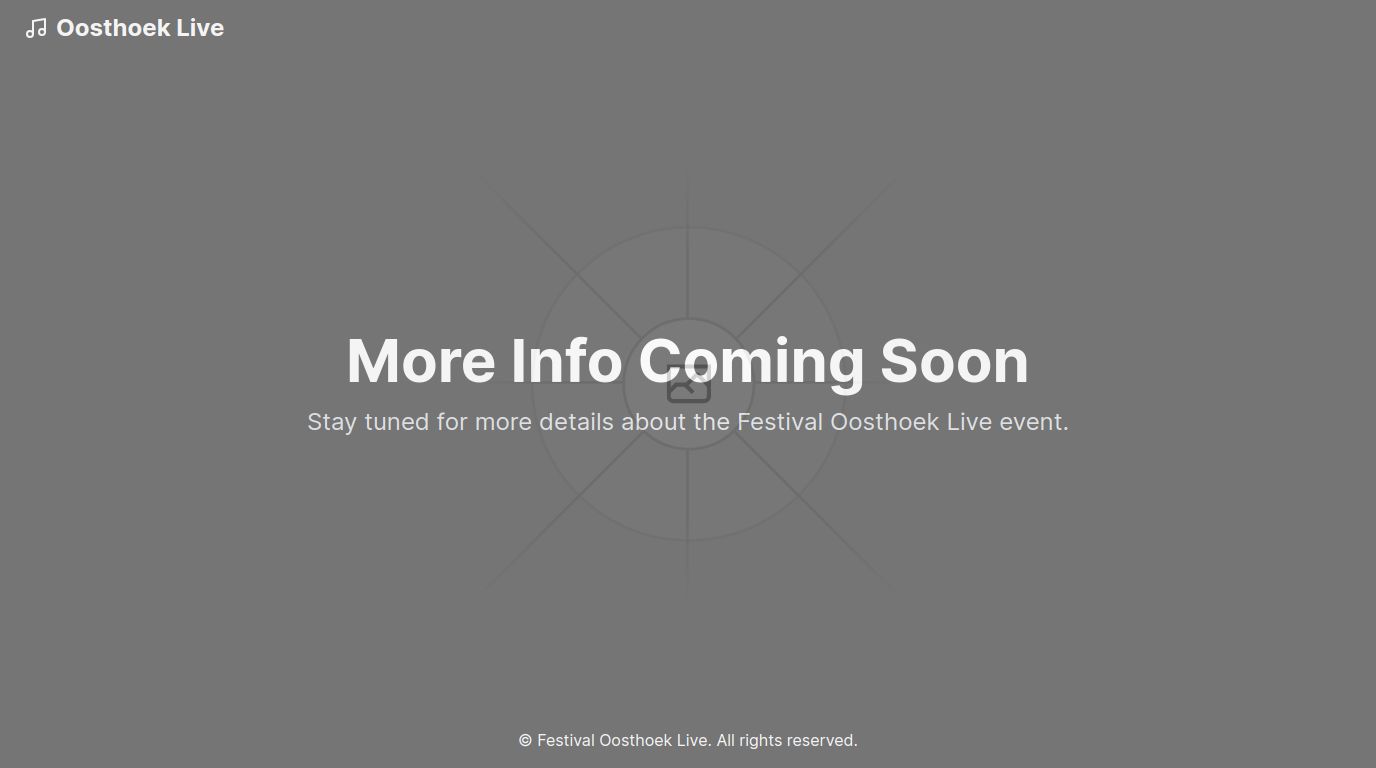 Oosthoek Live
More Info Coming Soon
Stay tuned for more details about the Festival Oosthoek Live event.
© Festival Oosthoek Live. All rights reserved.